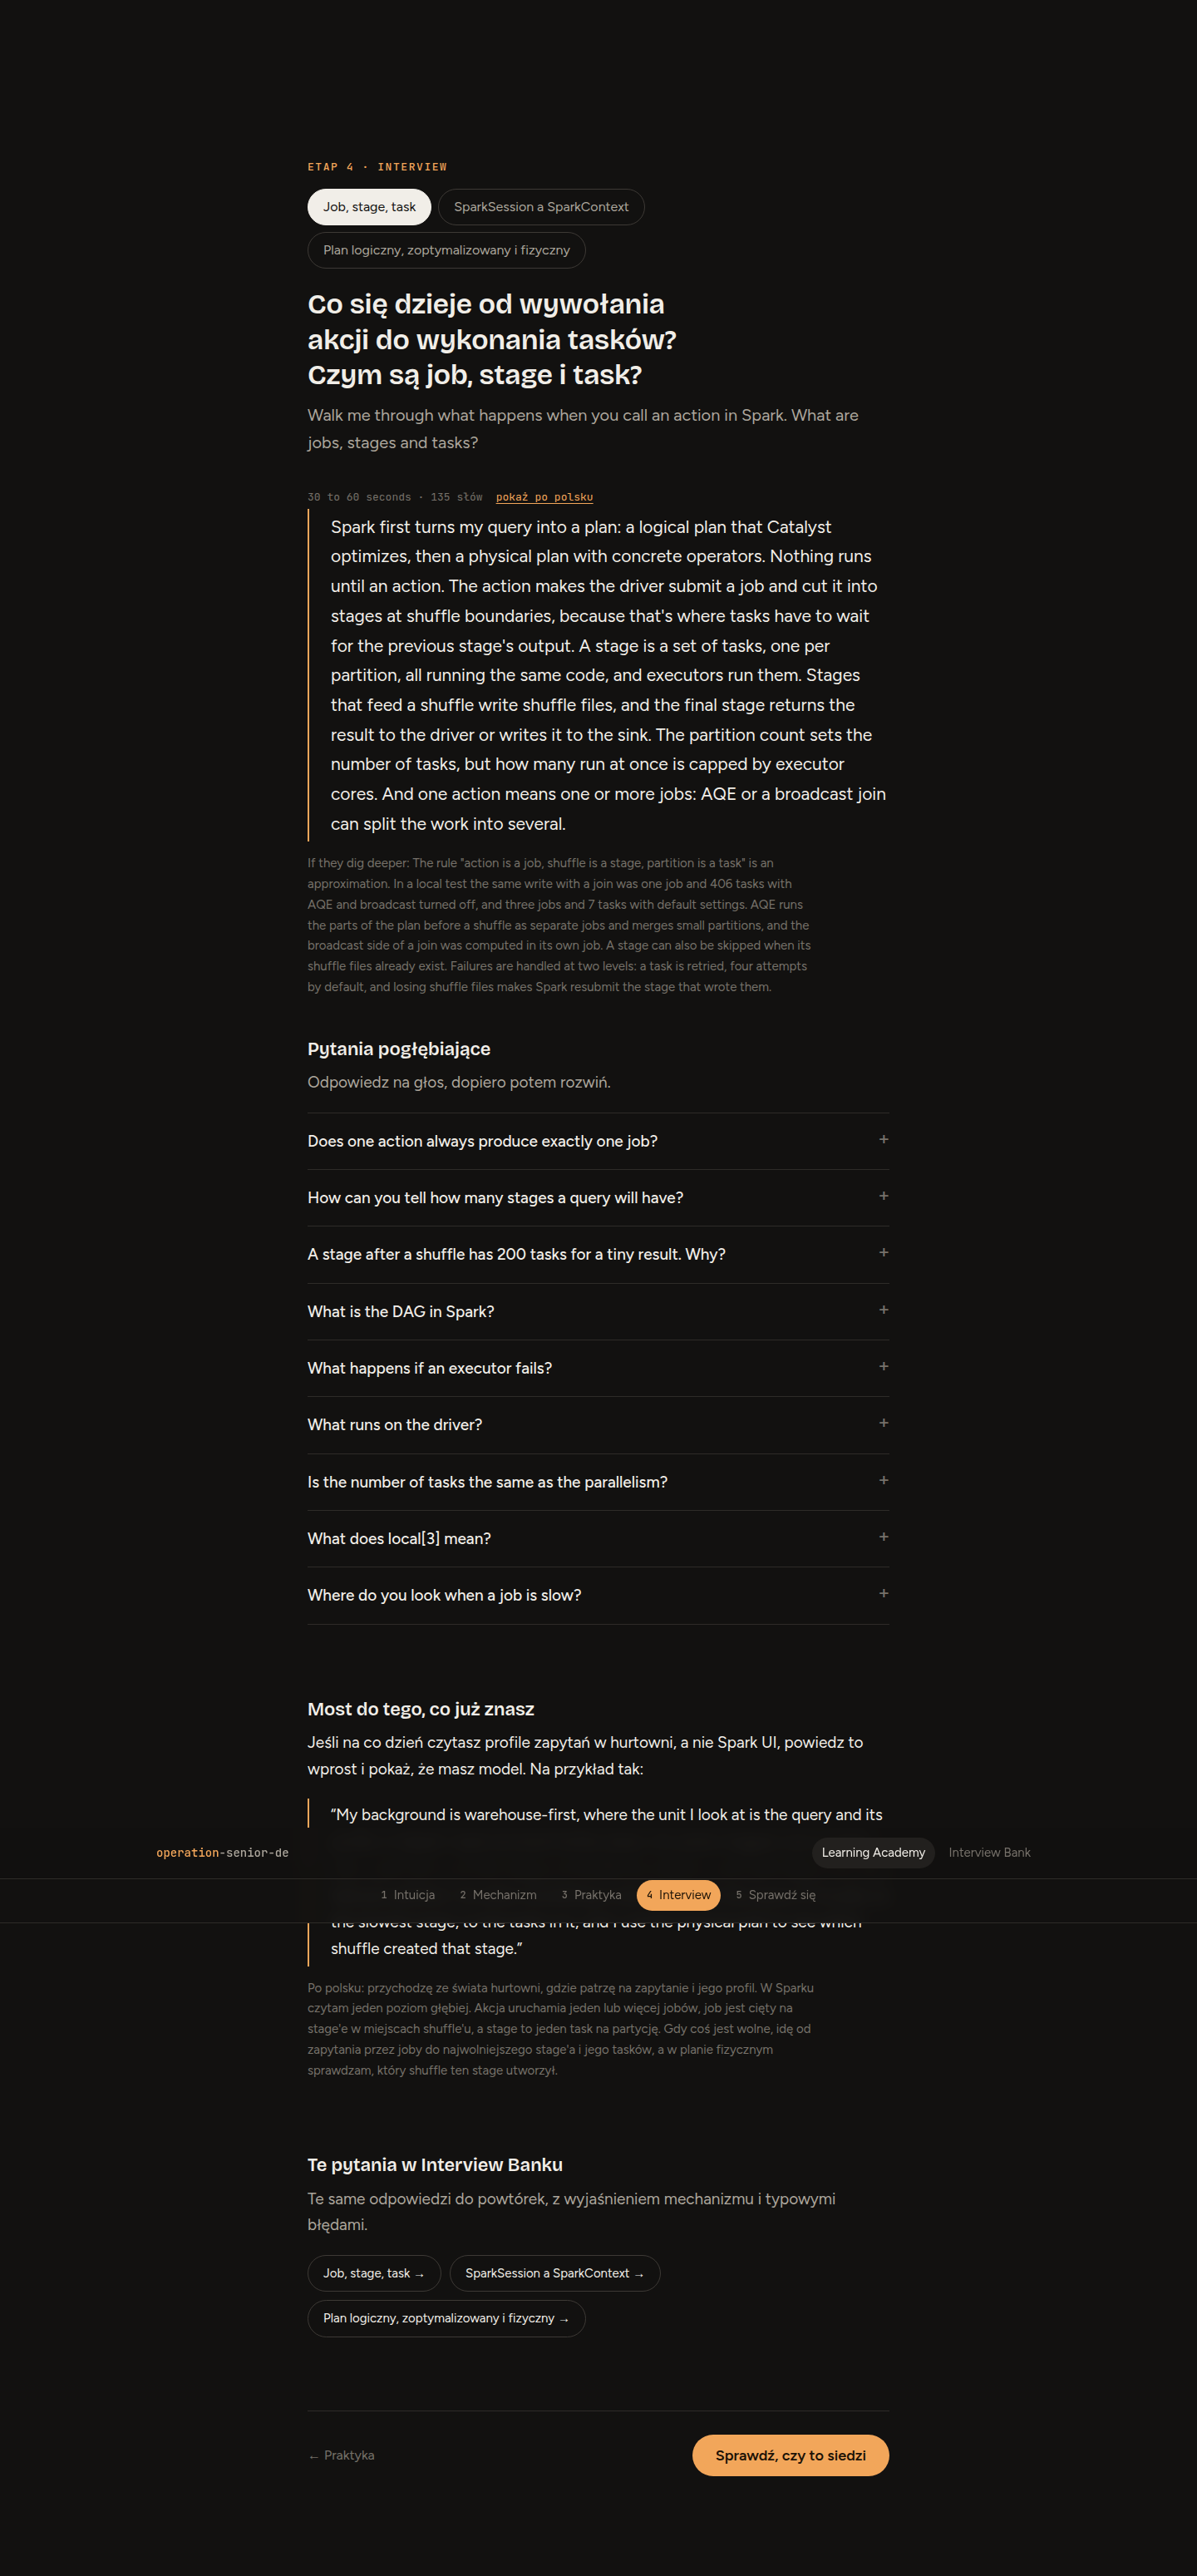 ETAP 4 · INTERVIEW
Job, stage, task
SparkSession a SparkContext
Plan logiczny, zoptymalizowany i fizyczny
Co się dzieje od wywołania
akcji do wykonania tasków?
Czym są job, stage i task?
Walk me through what happens when you call an action in Spark. What are
jobs, stages and tasks?
30 to 60 seconds · 135 słów pokaż po polsku
Spark first turns my query into a plan: a logical plan that Catalyst
optimizes, then a physical plan with concrete operators. Nothing runs
until an action. The action makes the driver submit a job and cut it into
stages at shuffle boundaries, because that's where tasks have to wait
for the previous stage's output. A stage is a set of tasks, one per
partition, all running the same code, and executors run them. Stages
that feed a shuffle write shuffle files, and the final stage returns the
result to the driver or writes it to the sink. The partition count sets the
number of tasks, but how many run at once is capped by executor
cores. And one action means one or more jobs: AQE or a broadcast join
can split the work into several.
If they dig deeper: The rule "action is a job, shuffle is a stage, partition is a task" is an
approximation. In a local test the same write with a join was one job and 406 tasks with
AQE and broadcast turned off, and three jobs and 7 tasks with default settings. AQE runs
the parts of the plan before a shuffle as separate jobs and merges small partitions, and the
broadcast side of a join was computed in its own job. A stage can also be skipped when its
shuffle files already exist. Failures are handled at two levels: a task is retried, four attempts
by default, and losing shuffle files makes Spark resubmit the stage that wrote them.
Pytania pogłębiające
Odpowiedz na głos, dopiero potem rozwiń.
Does one action always produce exactly one job? +
How can you tell how many stages a query will have? +
A stage after a shuffle has 200 tasks for a tiny result. Why? +
What is the DAG in Spark? +
What happens if an executor fails? +
What runs on the driver? +
Is the number of tasks the same as the parallelism? +
What does local[3] mean? +
Where do you look when a job is slow? +
Most do tego, co już znasz
Jeśli na co dzień czytasz profile zapytań w hurtowni, a nie Spark UI, powiedz to
wprost i pokaż, że masz model. Na przykład tak:
“My background is warehouse-first, where the unit I look at is the query and its
operation-senior-de
Learning Academy
Interview Bank
1 Intuicja
2 Mechanizm
3 Praktyka
4 Interview
5 Sprawdź się
the slowest stage, to the tasks in it, and I use the physical plan to see which
shuffle created that stage.”
Po polsku: przychodzę ze świata hurtowni, gdzie patrzę na zapytanie i jego profil. W Sparku
czytam jeden poziom głębiej. Akcja uruchamia jeden lub więcej jobów, job jest cięty na
stage'e w miejscach shuffle'u, a stage to jeden task na partycję. Gdy coś jest wolne, idę od
zapytania przez joby do najwolniejszego stage'a i jego tasków, a w planie fizycznym
sprawdzam, który shuffle ten stage utworzył.
Te pytania w Interview Banku
Te same odpowiedzi do powtórek, z wyjaśnieniem mechanizmu i typowymi
błędami.
Job, stage, task →
SparkSession a SparkContext →
Plan logiczny, zoptymalizowany i fizyczny →
← Praktyka
Sprawdź, czy to siedzi